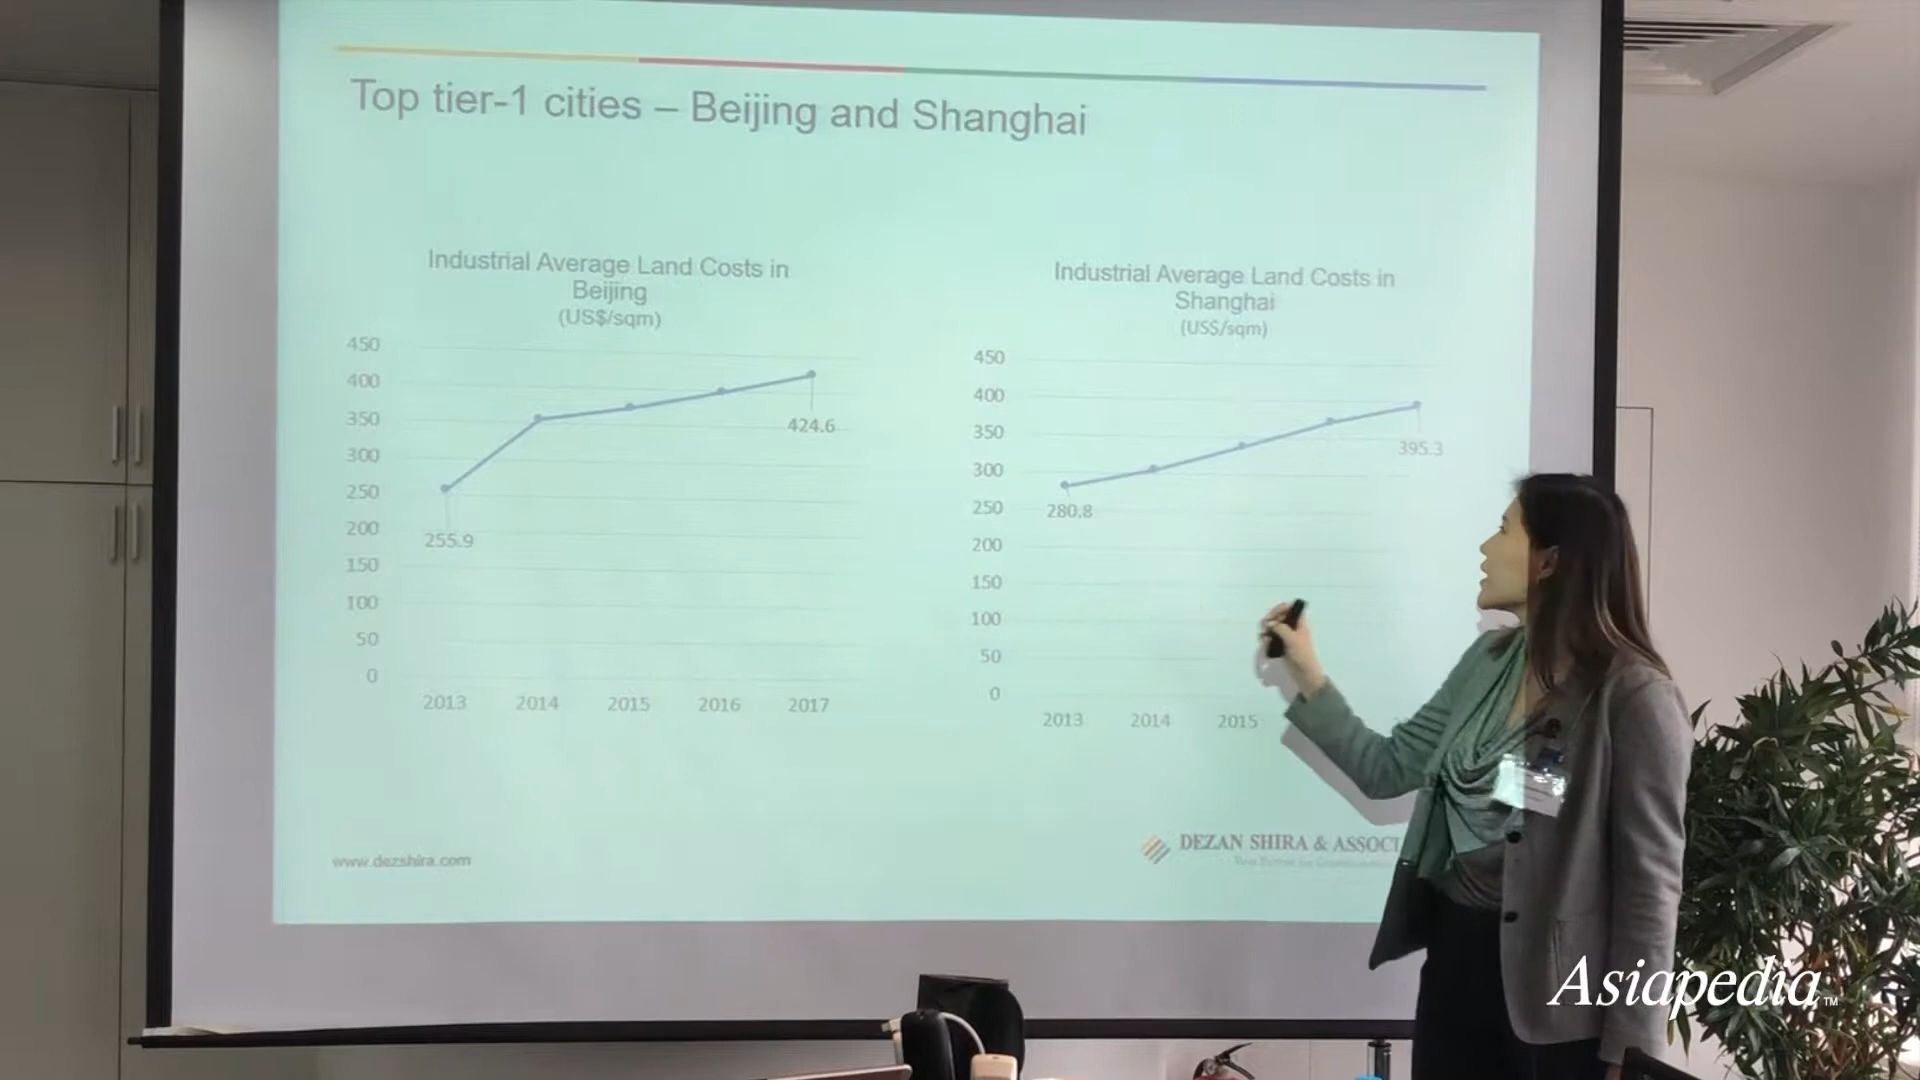 Top tier-1 cities – Beijing and Shanghai
Industrial Average Land Costs in
Beijing
(US$/sqm)
450
400
350
300
250
200
150
100
50
0
424.6
255.9
2013 2014 2015 2016 2017
Industrial Average Land Costs in
Shanghai
(US$/sqm)
450
400
350
300
250
200
150
100
50
0
395.3
280.8
2013 2014 2015
www.dezshira.com
DEZAN SHIRA & ASSOCI
Asiapedia™